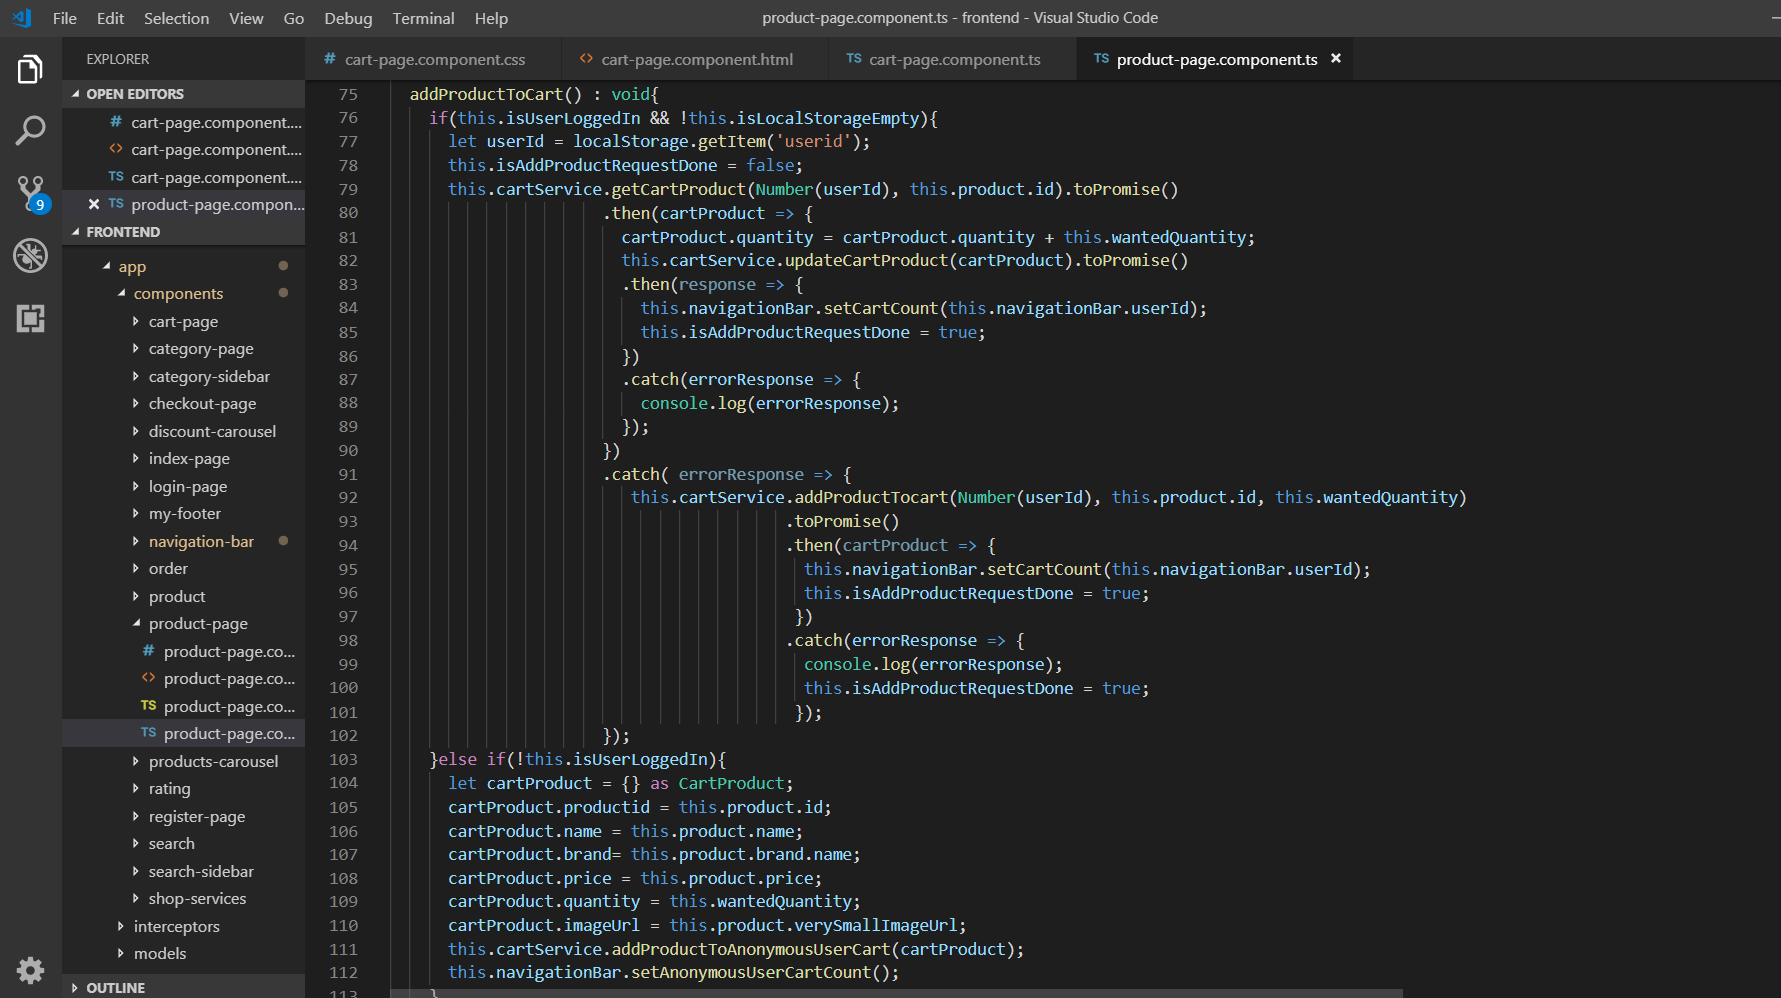 File Edit Selection View Go Debug Terminal Help
product-page.component.ts - frontend - Visual Studio Code
EXPLORER
OPEN EDITORS
# cart-page.component....
<> cart-page.component....
TS cart-page.component....
× TS product-page.compon...
FRONTEND
app
components
cart-page
category-page
category-sidebar
checkout-page
discount-carousel
index-page
login-page
my-footer
navigation-bar
order
product
product-page
# product-page.co...
<> product-page.co...
TS product-page.co...
TS product-page.co...
products-carousel
rating
register-page
search
search-sidebar
shop-services
interceptors
models
OUTLINE
9
# cart-page.component.css
<> cart-page.component.html
TS cart-page.component.ts
TS product-page.component.ts ×
75 addProductToCart() : void{
76 if(this.isUserLoggedIn && !this.isLocalStorageEmpty){
77 let userId = localStorage.getItem('userid');
78 this.isAddProductRequestDone = false;
79 this.cartService.getCartProduct(Number(userId), this.product.id).toPromise()
80 .then(cartProduct => {
81 cartProduct.quantity = cartProduct.quantity + this.wantedQuantity;
82 this.cartService.updateCartProduct(cartProduct).toPromise()
83 .then(response => {
84 this.navigationBar.setCartCount(this.navigationBar.userId);
85 this.isAddProductRequestDone = true;
86 })
87 .catch(errorResponse => {
88 console.log(errorResponse);
89 });
90 })
91 .catch( errorResponse => {
92 this.cartService.addProductTocart(Number(userId), this.product.id, this.wantedQuantity)
93 .toPromise()
94 .then(cartProduct => {
95 this.navigationBar.setCartCount(this.navigationBar.userId);
96 this.isAddProductRequestDone = true;
97 })
98 .catch(errorResponse => {
99 console.log(errorResponse);
100 this.isAddProductRequestDone = true;
101 });
102 });
103 }else if(!this.isUserLoggedIn){
104 let cartProduct = {} as CartProduct;
105 cartProduct.productid = this.product.id;
106 cartProduct.name = this.product.name;
107 cartProduct.brand= this.product.brand.name;
108 cartProduct.price = this.product.price;
109 cartProduct.quantity = this.wantedQuantity;
110 cartProduct.imageUrl = this.product.verySmallImageUrl;
111 this.cartService.addProductToAnonymousUserCart(cartProduct);
112 this.navigationBar.setAnonymousUserCartCount();
113 }